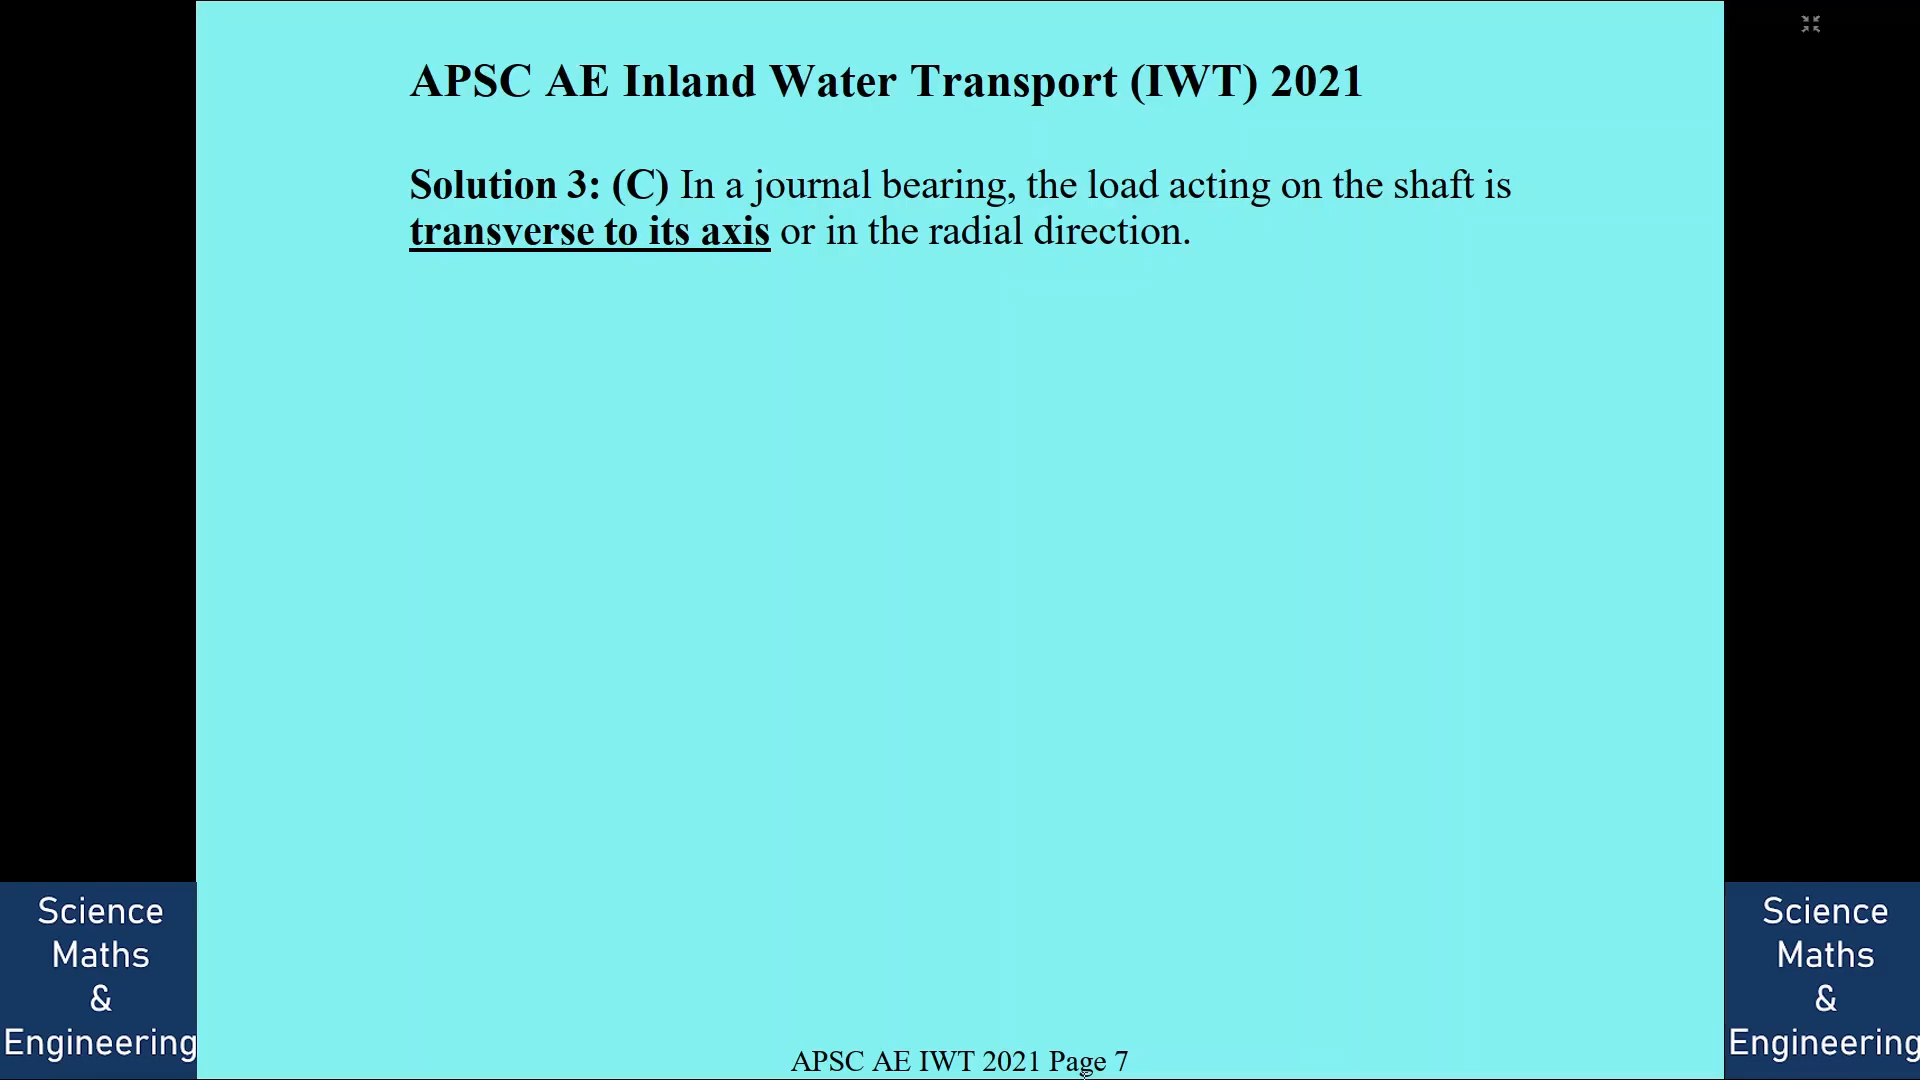 APSC AE Inland Water Transport (IWT) 2021
Solution 3: (C) In a journal bearing, the load acting on the shaft is
transverse to its axis or in the radial direction.
Science
Maths
&
Engineering
Science
Maths
&
Engineering
APSC AE IWT 2021 Page 7